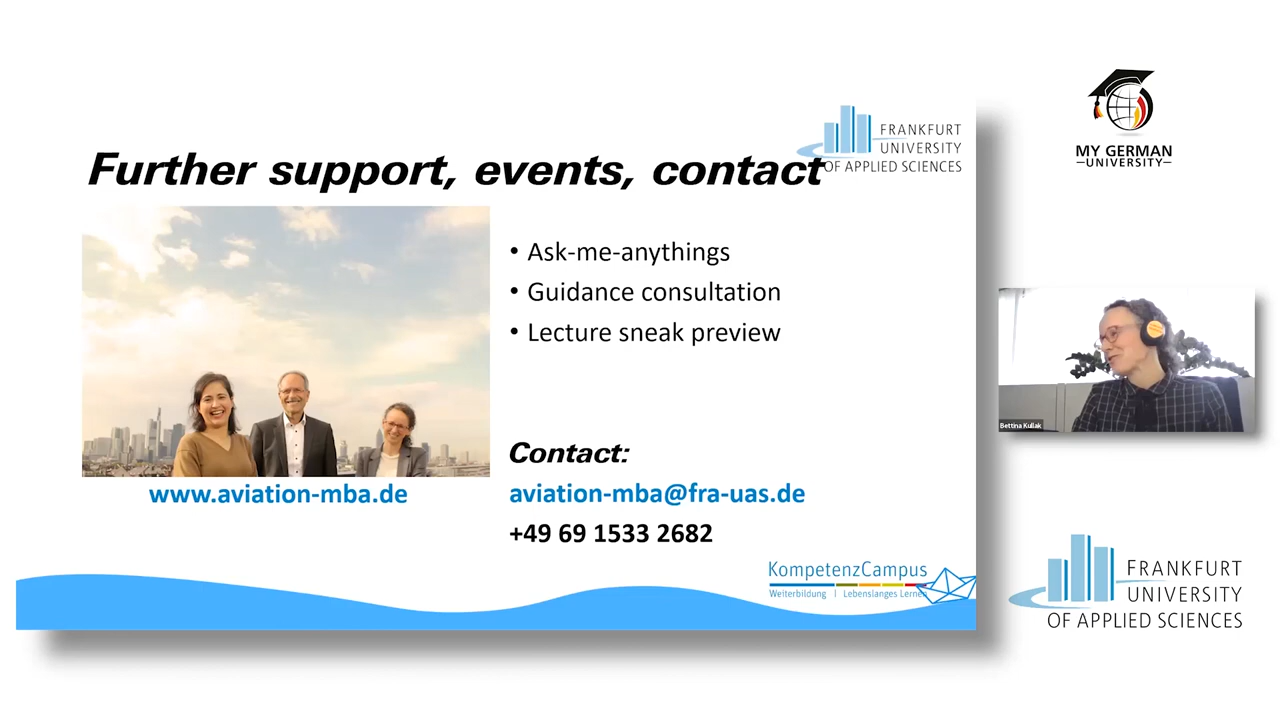 Further support, events, contact
FRANKFURT
UNIVERSITY
OF APPLIED SCIENCES
• Ask-me-anythings
• Guidance consultation
• Lecture sneak preview
www.aviation-mba.de
Contact:
aviation-mba@fra-uas.de
+49 69 1533 2682
KompetenzCampus
Weiterbildung | Lebenslanges Lernen
MY GERMAN
UNIVERSITY
Bettina Kullak
FRANKFURT
UNIVERSITY
OF APPLIED SCIENCES